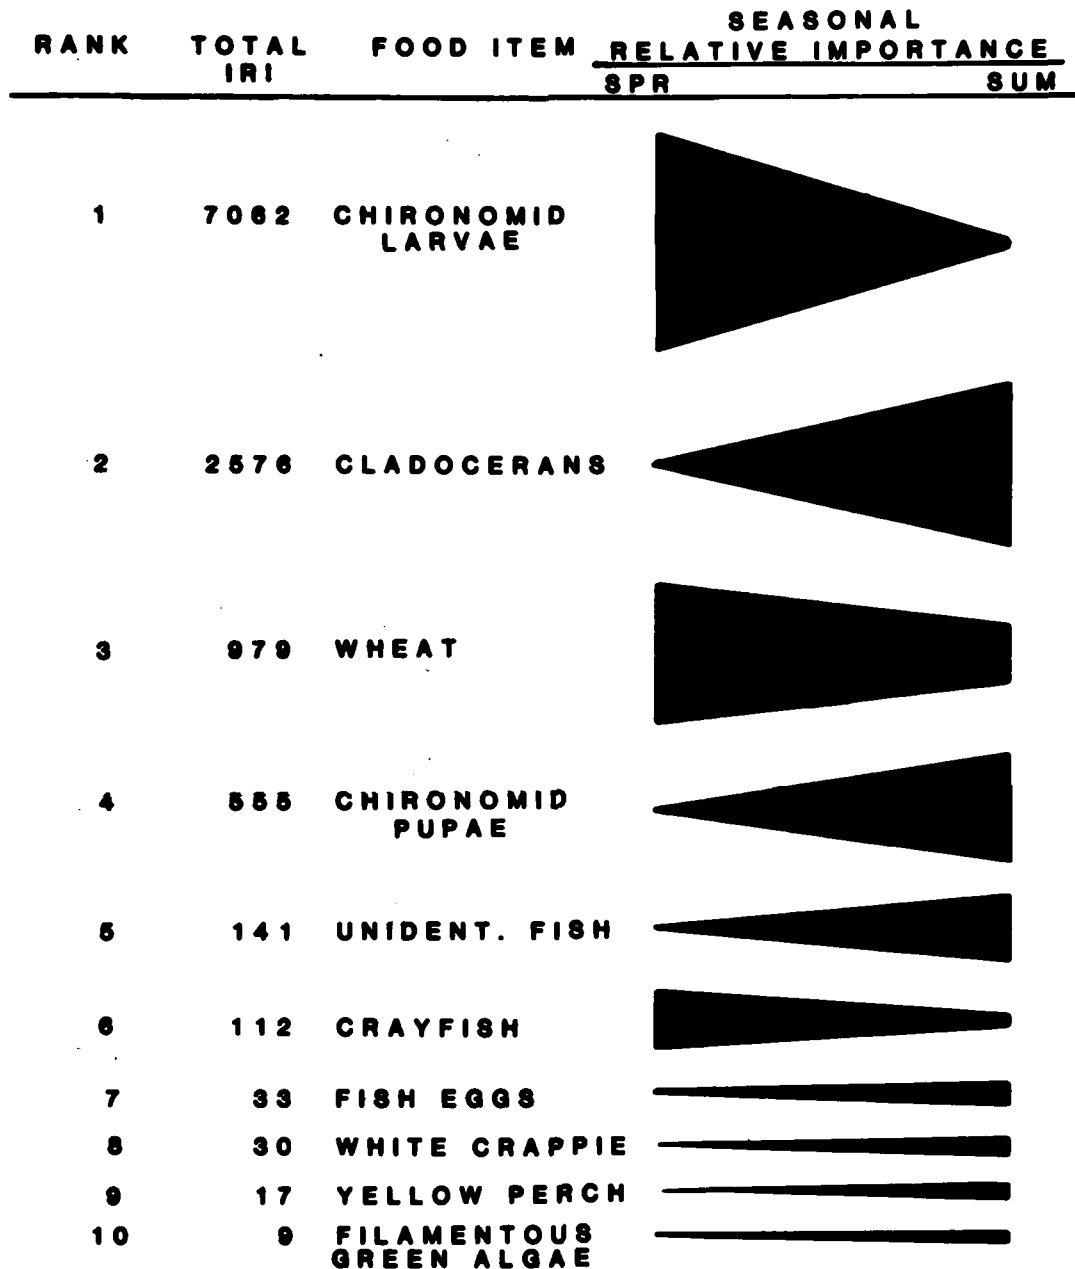 SEASONAL
RANK TOTAL FOOD ITEM RELATIVE IMPORTANCE
IRI SPR SUM
1 7062 CHIRONOMID
LARVAE
2 2576 CLADOCERANS
3 979 WHEAT
4 555 CHIRONOMID
PUPAE
5 141 UNIDENT. FISH
6 112 CRAYFISH
7 33 FISH EGGS
8 30 WHITE CRAPPIE
9 17 YELLOW PERCH
10 9 FILAMENTOUS
GREEN ALGAE